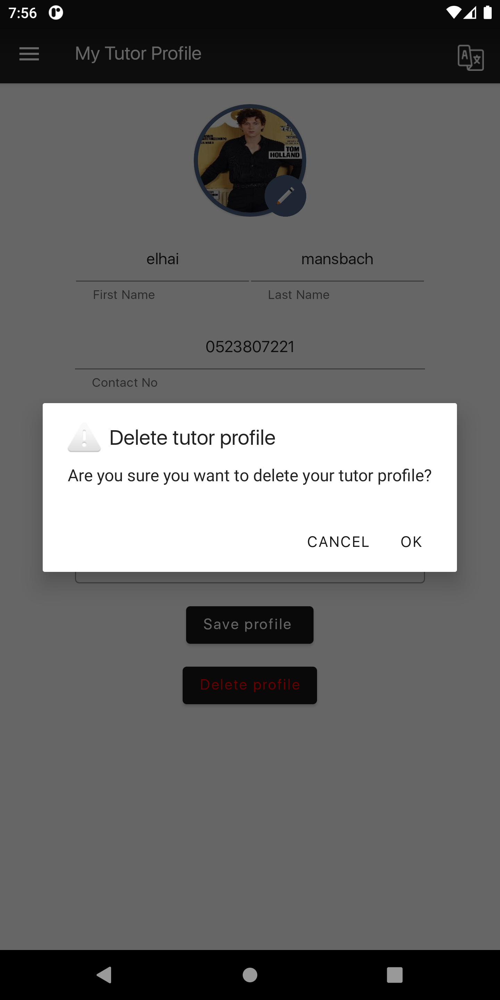 7:56
My Tutor Profile
YEA
TOM
HOLLAND
elhai mansbach
First Name Last Name
0523807221
Contact No
Delete tutor profile
Are you sure you want to delete your tutor profile?
CANCEL OK
Save profile
Delete profile